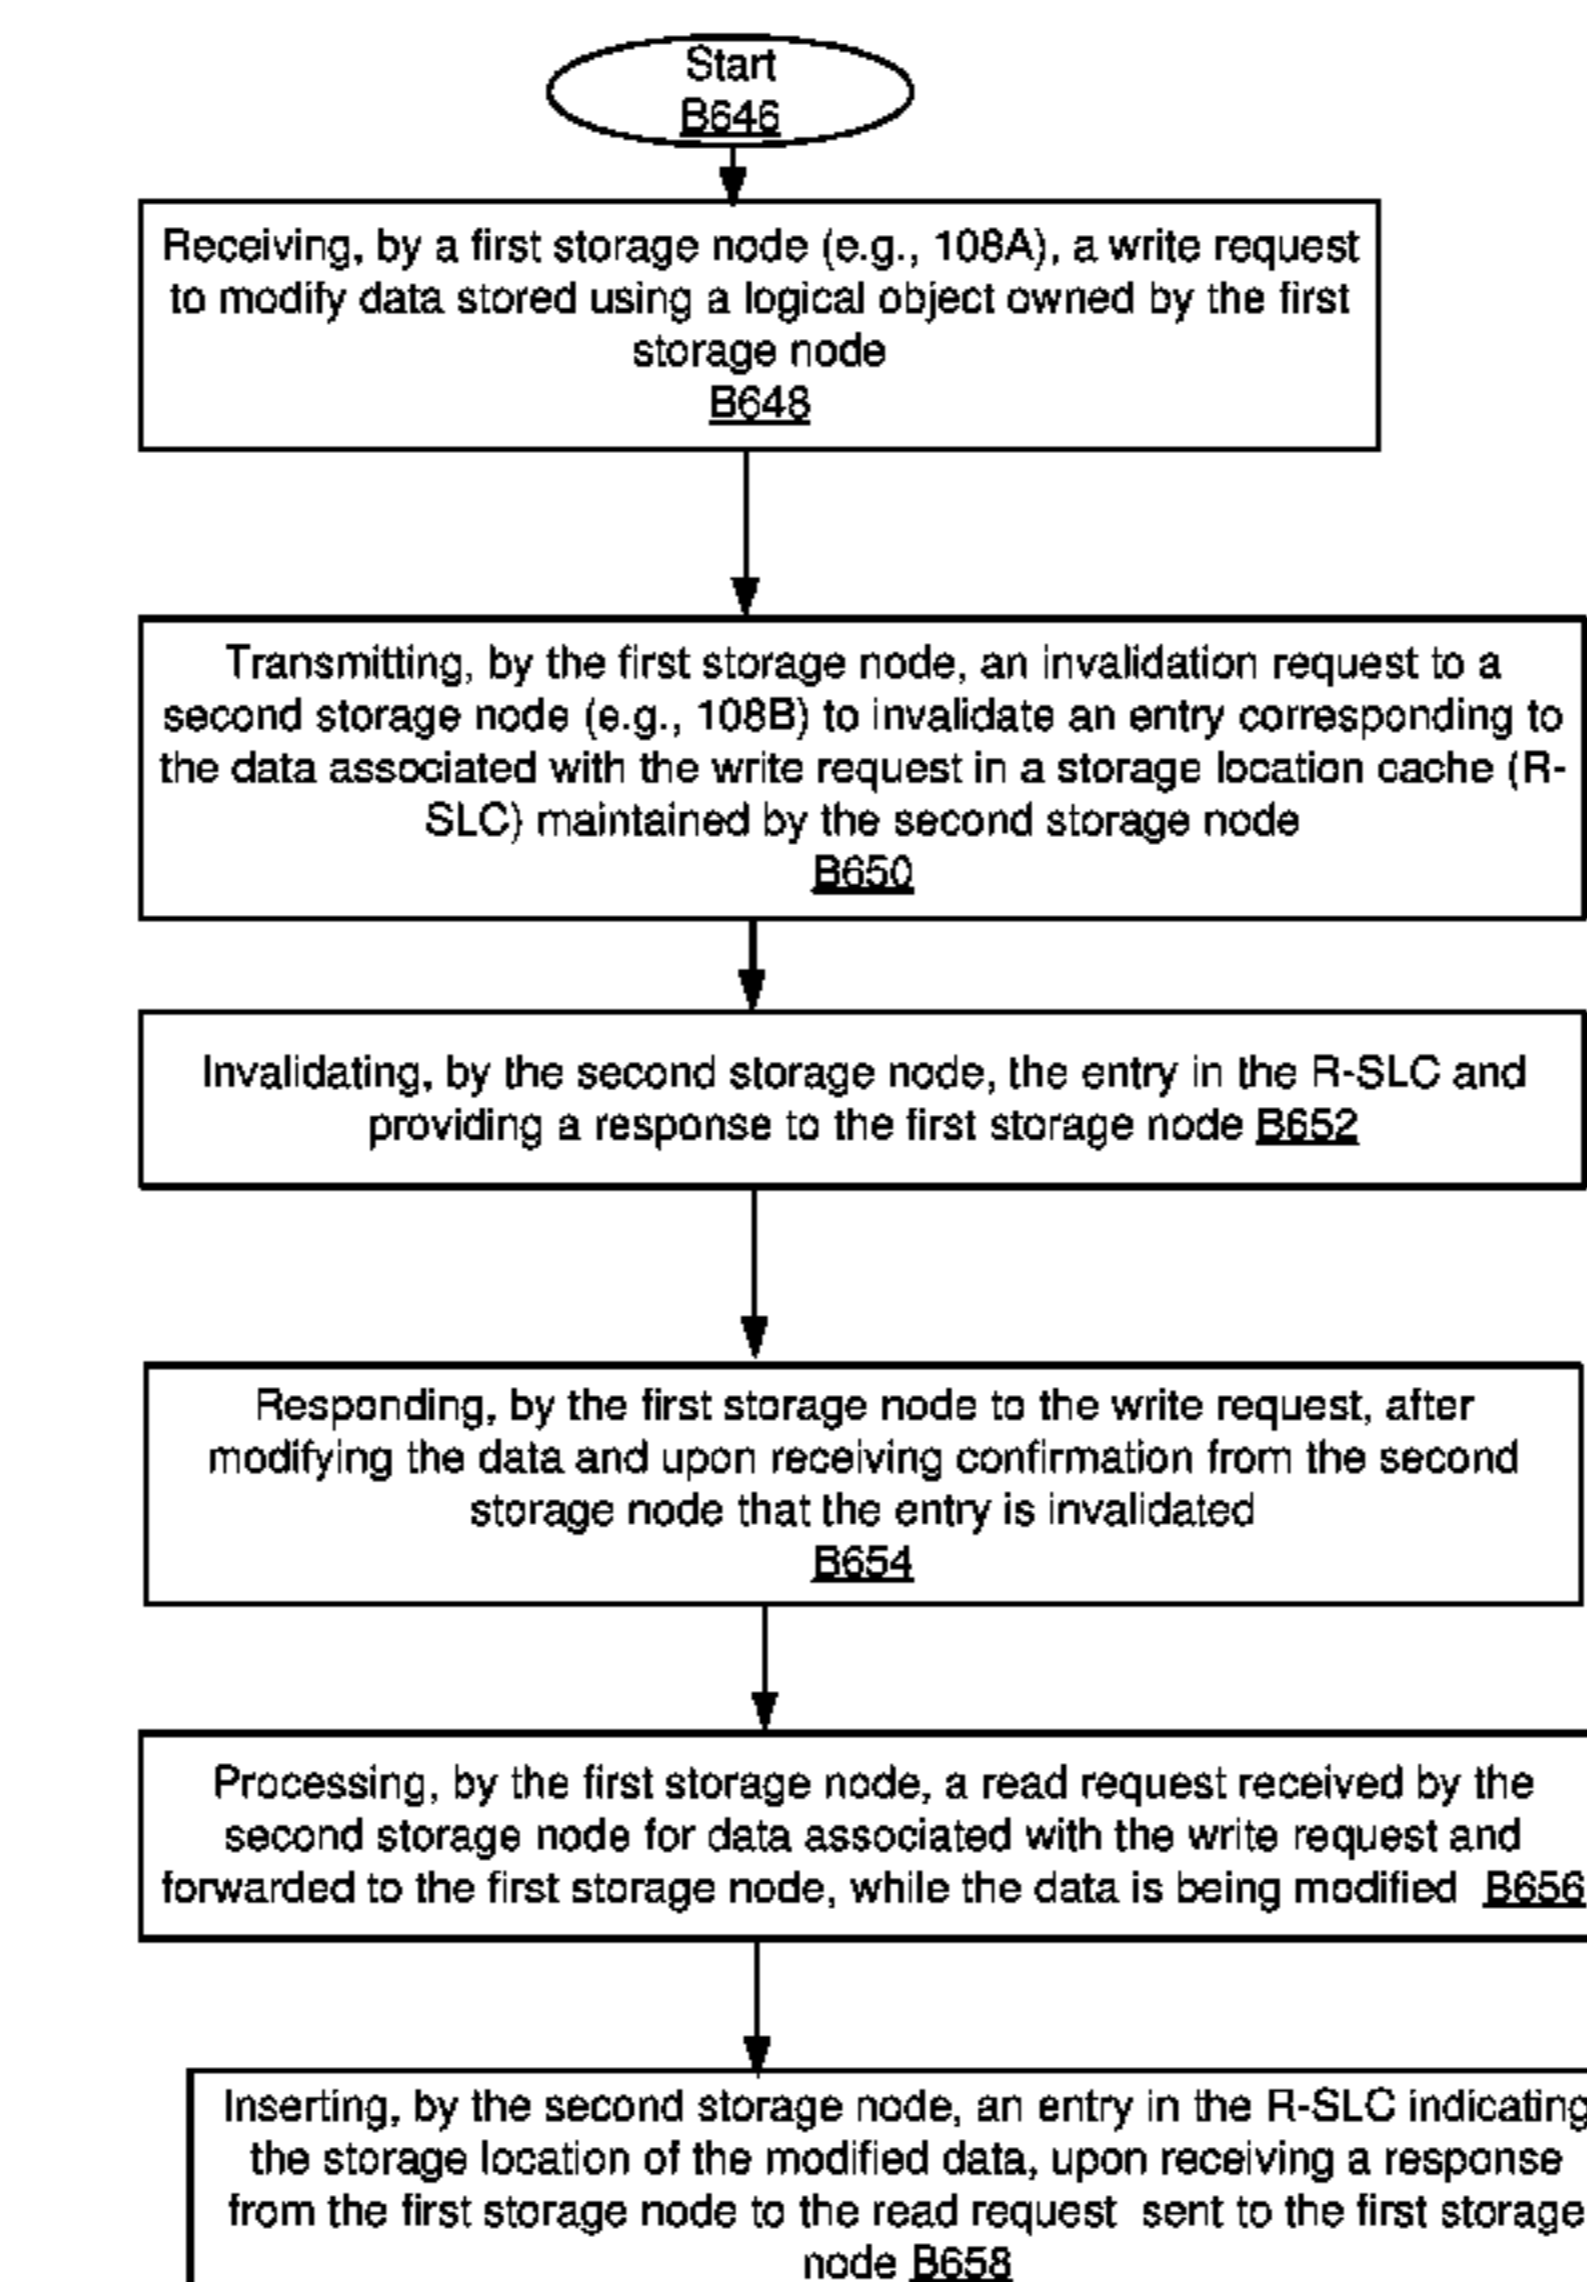 Start
B646
Receiving, by a first storage node (e.g., 108A), a write request
to modify data stored using a logical object owned by the first
storage node
B648
Transmitting, by the first storage node, an invalidation request to a
second storage node (e.g., 108B) to invalidate an entry corresponding to
the data associated with the write request in a storage location cache (R-
SLC) maintained by the second storage node
B650
Invalidating, by the second storage node, the entry in the R-SLC and
providing a response to the first storage node B652
Responding, by the first storage node to the write request, after
modifying the data and upon receiving confirmation from the second
storage node that the entry is invalidated
B654
Processing, by the first storage node, a read request received by the
second storage node for data associated with the write request and
forwarded to the first storage node, while the data is being modified B656
Inserting, by the second storage node, an entry in the R-SLC indicating
the storage location of the modified data, upon receiving a response
from the first storage node to the read request sent to the first storage
node B658